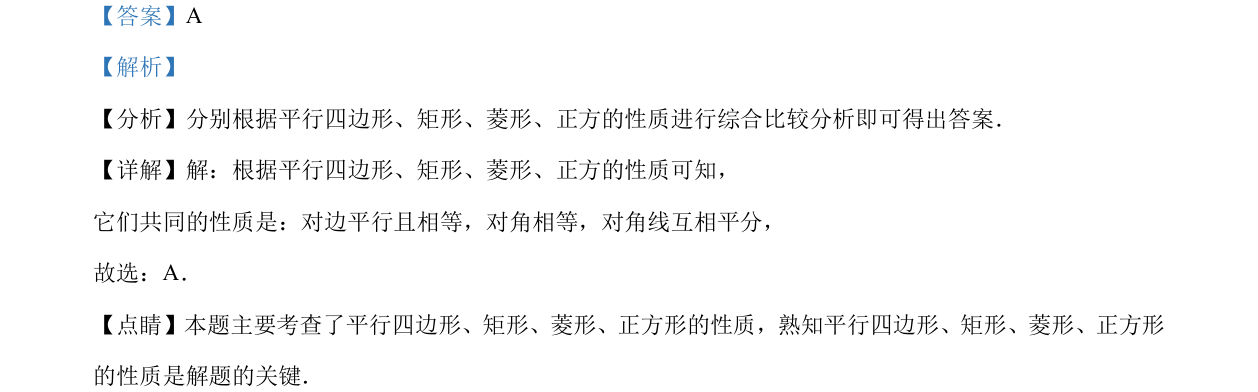 【答案】A
【解析】
【分析】分别根据平行四边形、矩形、菱形、正方的性质进行综合比较分析即可得出答案．
【详解】解：根据平行四边形、矩形、菱形、正方的性质可知，
它们共同的性质是：对边平行且相等，对角相等，对角线互相平分，
故选：A．
【点睛】本题主要考查了平行四边形、矩形、菱形、正方形的性质，熟知平行四边形、矩形、菱形、正方形
的性质是解题的关键．